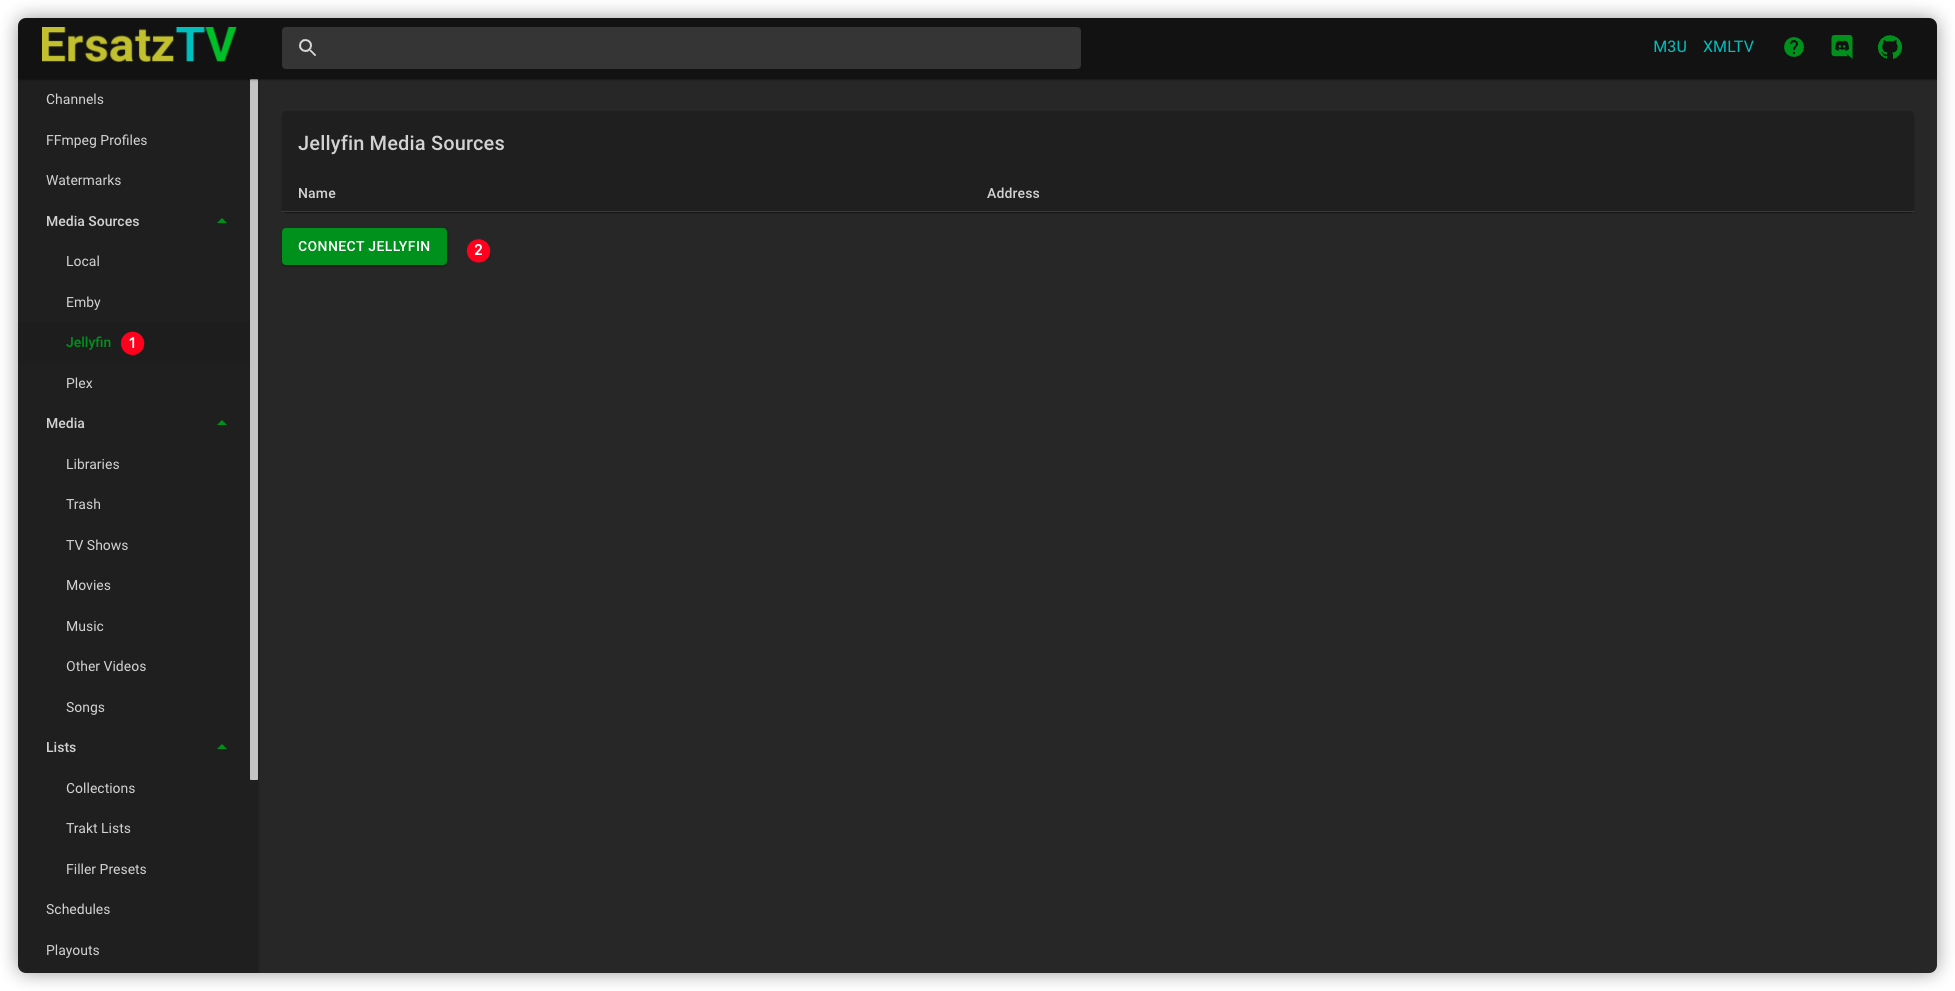 ErsatzTV
M3U XMLTV
Channels
FFmpeg Profiles
Watermarks
Media Sources
Local
Emby
Jellyfin 1
Plex
Media
Libraries
Trash
TV Shows
Movies
Music
Other Videos
Songs
Lists
Collections
Trakt Lists
Filler Presets
Schedules
Playouts
Jellyfin Media Sources
Name Address
CONNECT JELLYFIN 2